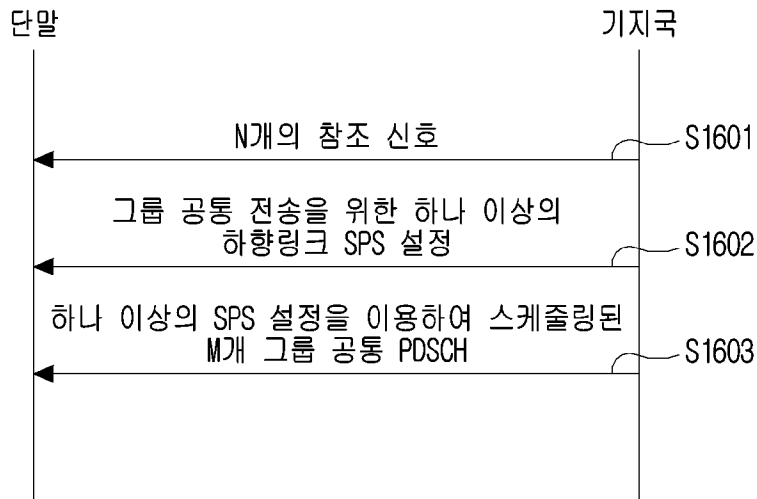 단말
기지국
N개의 참조 신호
S1601
그룹 공통 전송을 위한 하나 이상의
하향링크 SPS 설정
S1602
하나 이상의 SPS 설정을 이용하여 스케줄링된
M개 그룹 공통 PDSCH
S1603